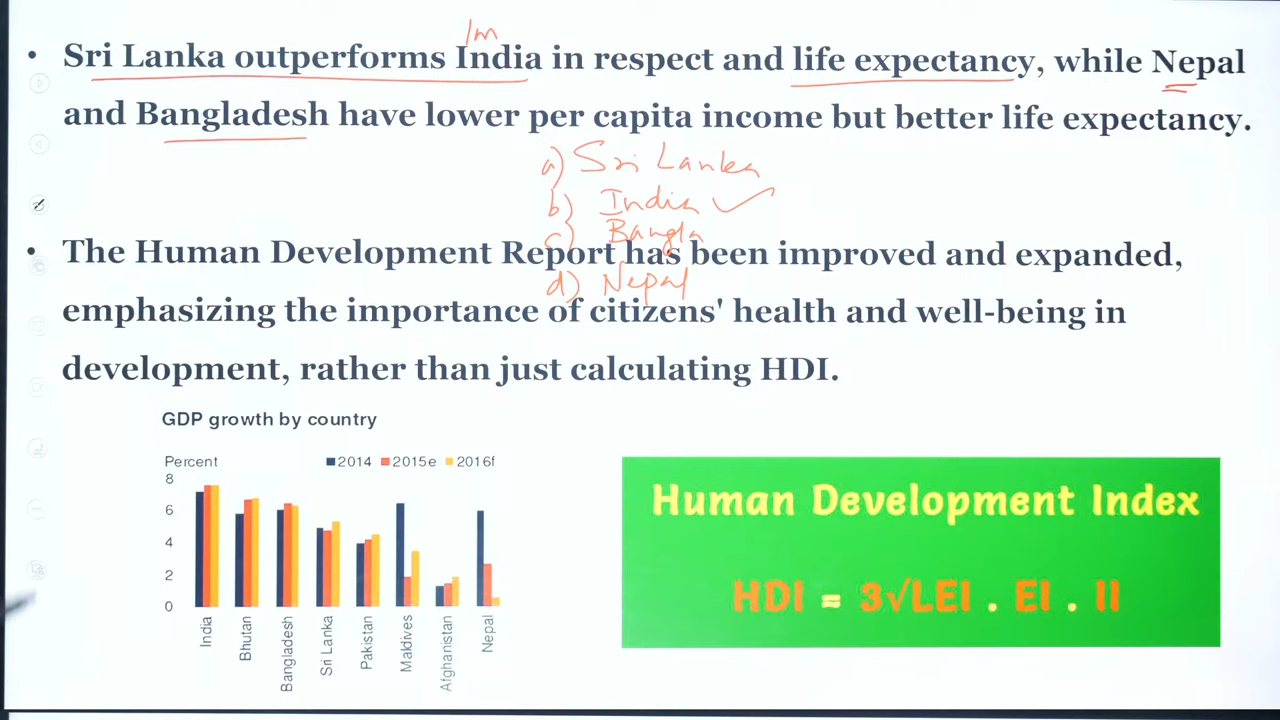 1m
• Sri Lanka outperforms India in respect and life expectancy, while Nepal
and Bangladesh have lower per capita income but better life expectancy.
a) Sri Lanka
b) India ✓
c) Bangla
• The Human Development Report has been improved and expanded,
d) Nepal
emphasizing the importance of citizens' health and well-being in
development, rather than just calculating HDI.
GDP growth by country
Percent
2014 2015e 2016f
8
6
4
2
0
India
Bhutan
Bangladesh
Sri Lanka
Pakistan
Maldives
Afghanistan
Nepal
Human Development Index
HDI = 3√LEI . EI . II